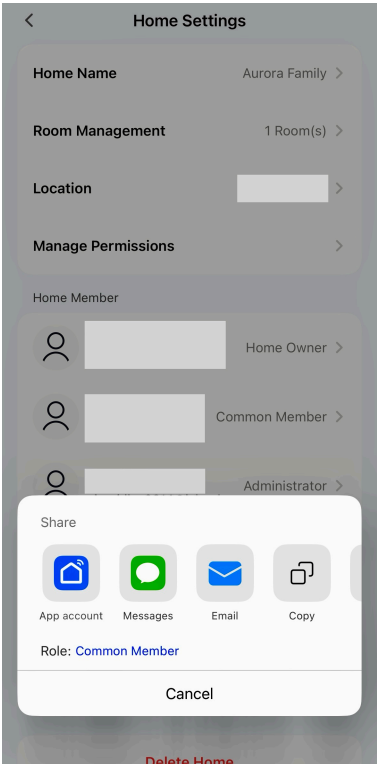 Home Settings
Home Name Aurora Family
Room Management 1 Room(s)
Location
Manage Permissions
Home Member
Home Owner
Common Member
Administrator
Share
App account Messages Email Copy
Role: Common Member
Cancel
Delete Home